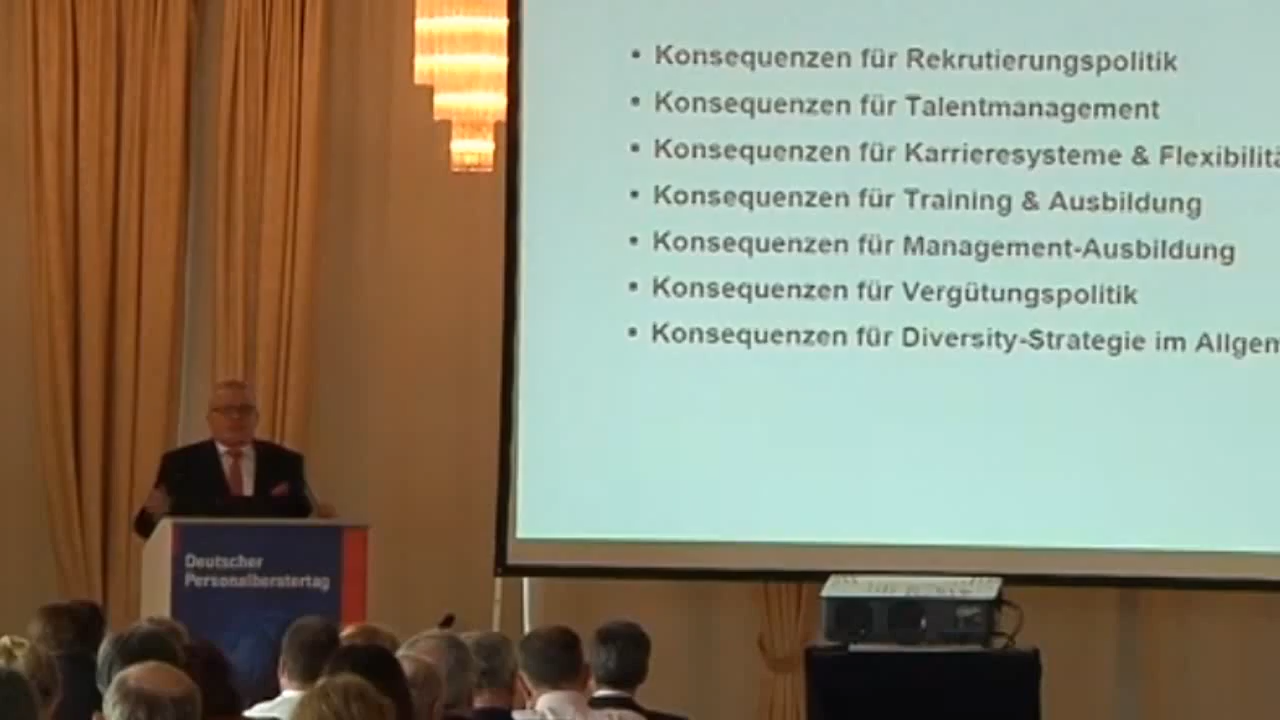 • Konsequenzen für Rekrutierungspolitik
• Konsequenzen für Talentmanagement
• Konsequenzen für Karrieresysteme & Flexibilitä
• Konsequenzen für Training & Ausbildung
• Konsequenzen für Management-Ausbildung
• Konsequenzen für Vergütungspolitik
• Konsequenzen für Diversity-Strategie im Allgem
Deutscher
Personalberatertag